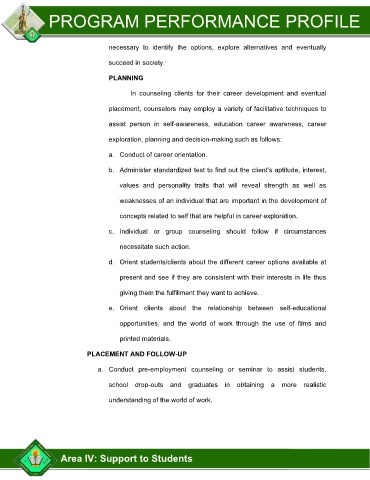 PROGRAM PERFORMANCE PROFILE
necessary to identify the options, explore alternatives and eventually
succeed in society.
PLANNING
In counseling clients for their career development and eventual
placement, counselors may employ a variety of facilitative techniques to
assist person in self-awareness, education career awareness, career
exploration, planning and decision-making such as follows:
a. Conduct of career orientation.
b. Administer standardized test to find out the client's aptitude, interest,
values and personality traits that will reveal strength as well as
weaknesses of an individual that are important in the development of
concepts related to self that are helpful in career exploration.
c. Individual or group counseling should follow if circumstances
necessitate such action.
d. Orient students/clients about the different career options available at
present and see if they are consistent with their interests in life thus
giving them the fulfillment they want to achieve.
e. Orient clients about the relationship between self-educational
opportunities, and the world of work through the use of films and
printed materials.
PLACEMENT AND FOLLOW-UP
a. Conduct pre-employment counseling or seminar to assist students,
school drop-outs and graduates in obtaining a more realistic
understanding of the world of work.
Area IV: Support to Students